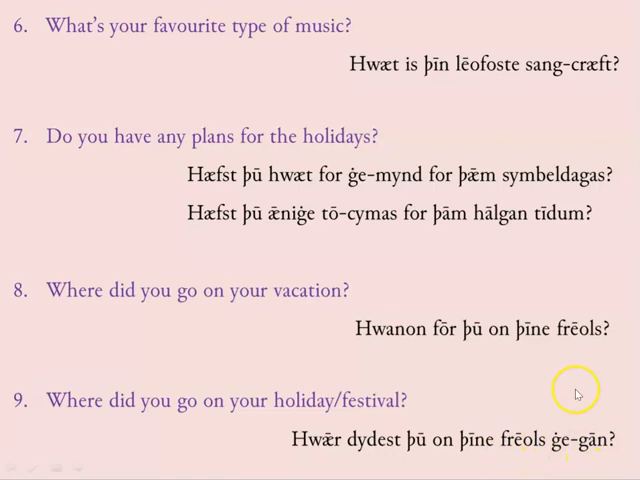 6. What's your favourite type of music?
Hwæt is þīn lēofoste sang-cræft?
7. Do you have any plans for the holidays?
Hæfst þū hwæt for ġe-mynd for þǣm symbeldagas?
Hæfst þū ǣniġe tō-cymas for þām hālgan tīdum?
8. Where did you go on your vacation?
Hwanon fōr þū on þīne frēols?
9. Where did you go on your holiday/festival?
Hwǣr dydest þū on þīne frēols ġe-gān?